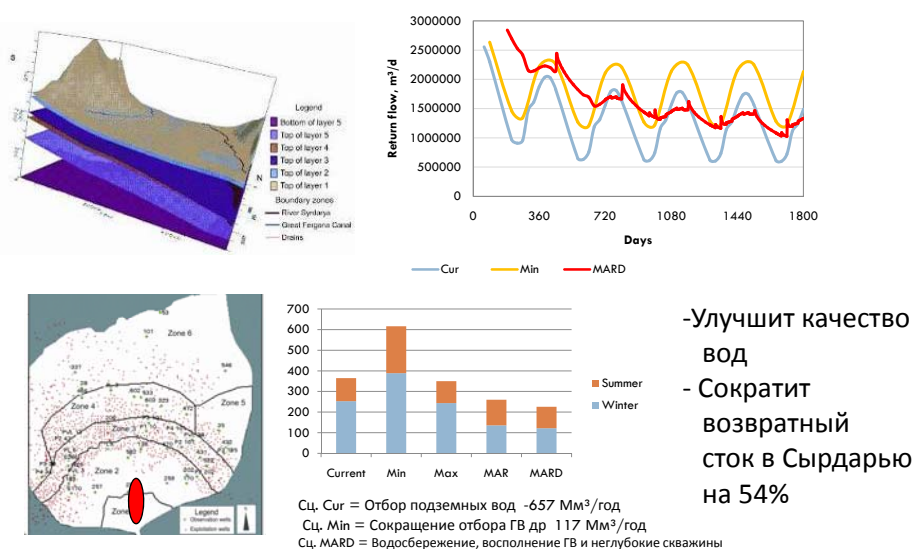 Legend
Bottom of layer 5
Top of layer 5
Top of layer 4
Top of layer 3
Top of layer 2
Top of layer 1
Boundary zones
River Syrdarya
Great Fergana Canal
Drains
N
Return flow, m³/d
3000000
2500000
2000000
1500000
1000000
500000
0
0 360 720 1080 1440 1800
Days
Cur Min MARD
Zone 6
Zone 5
Zone 4
Zone 3
Zone 2
Zone
Legend
Observation wells
Exploitation wells
700
600
500
400
300
200
100
0
Current Min Max MAR MARD
Summer
Winter
-Улучшит качество
вод
- Сократит
возвратный
сток в Сырдарью
на 54%
Сц. Cur = Отбор подземных вод -657 Мм³/год
Сц. Min = Сокращение отбора ГВ др 117 Мм³/год
Сц. MARD = Водосбережение, восполнение ГВ и неглубокие скважины